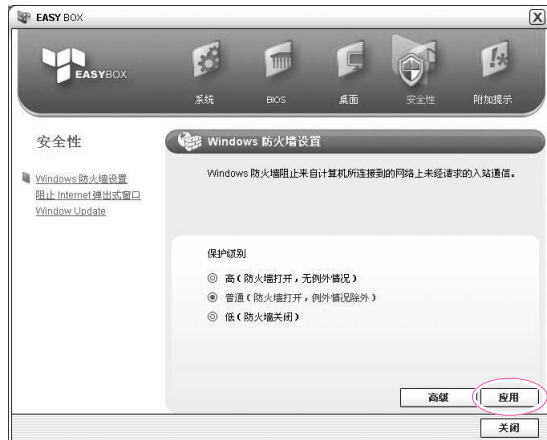 EASY BOX
EASYBOX
系统
BIOS
桌面
安全性
附加提示
安全性
Windows 防火墙设置
阻止 Internet 弹出式窗口
Window Update
Windows 防火墙设置
Windows 防火墙阻止来自计算机所连接到的网络上未经请求的入站通信。
保护级别
高(防火墙打开,无例外情况)
普通(防火墙打开,例外情况除外)
低(防火墙关闭)
高级
应用
关闭